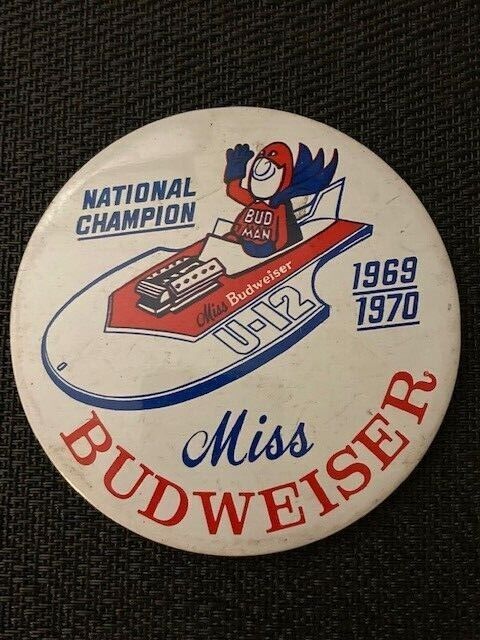 NATIONAL
CHAMPION
BUD
MAN
1969
1970
Miss Budweiser
U-12
Miss
BUDWEISER